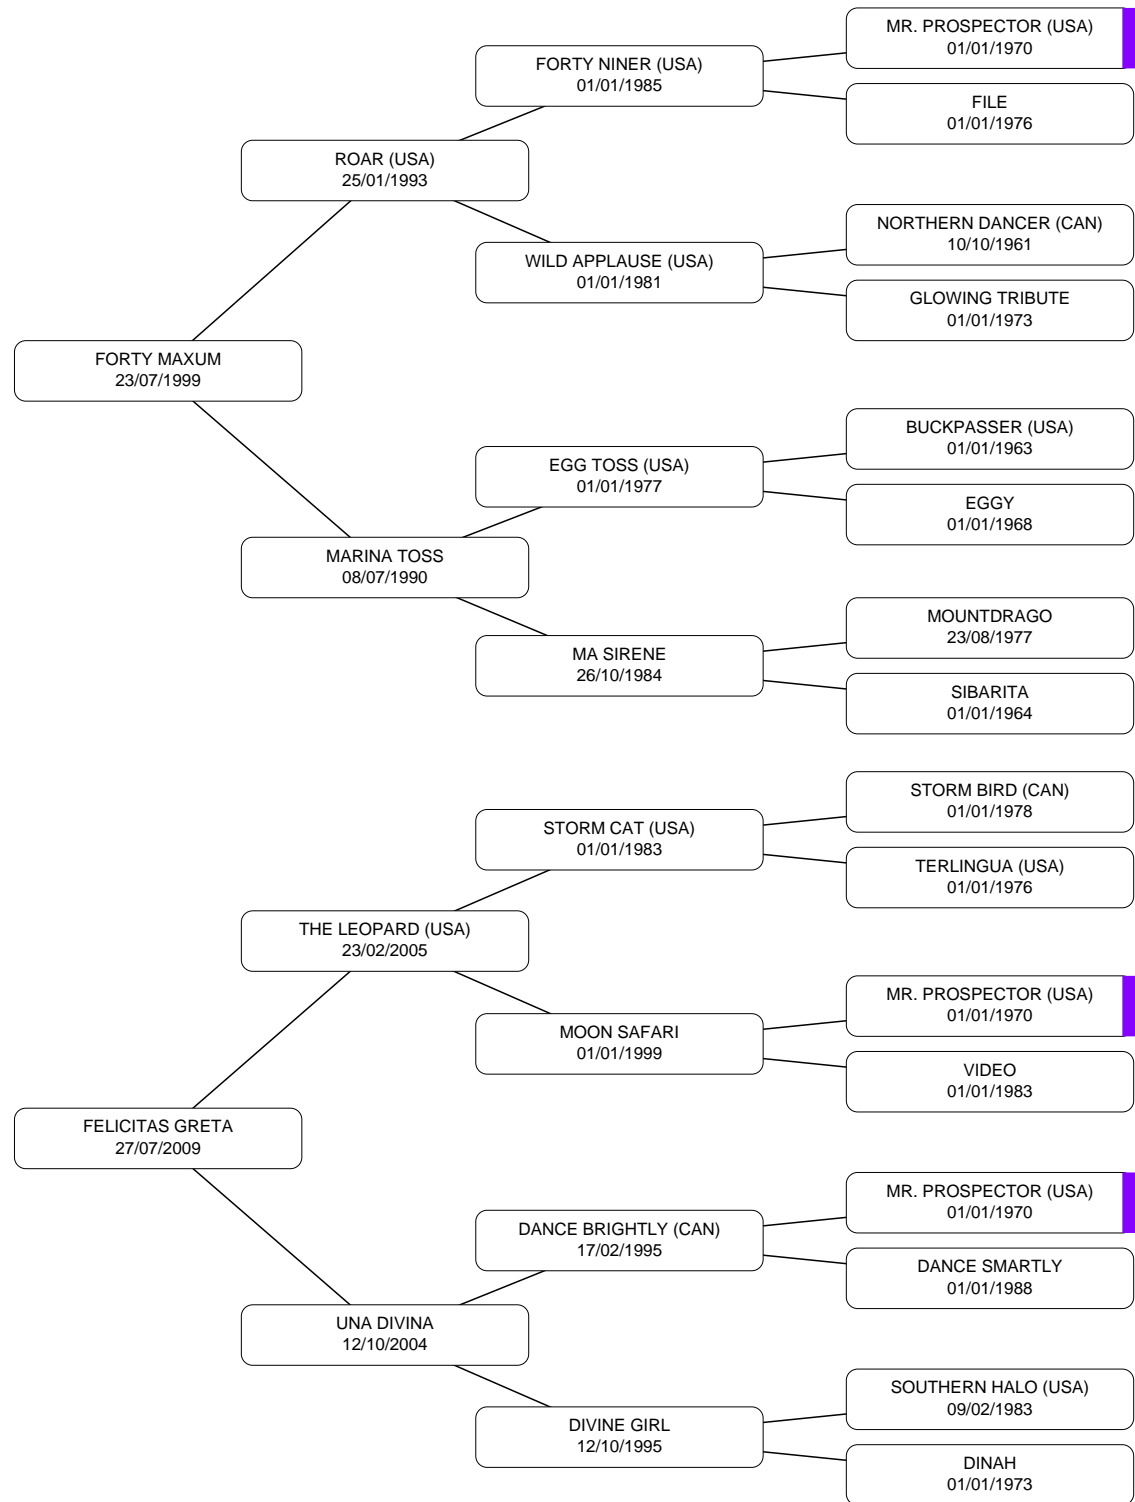 MR. PROSPECTOR (USA)
01/01/1970
FORTY NINER (USA)
01/01/1985
FILE
01/01/1976
ROAR (USA)
25/01/1993
NORTHERN DANCER (CAN)
10/10/1961
WILD APPLAUSE (USA)
01/01/1981
GLOWING TRIBUTE
01/01/1973
FORTY MAXUM
23/07/1999
BUCKPASSER (USA)
01/01/1963
EGG TOSS (USA)
01/01/1977
EGGY
01/01/1968
MARINA TOSS
08/07/1990
MOUNTDRAGO
23/08/1977
MA SIRENE
26/10/1984
SIBARITA
01/01/1964
STORM BIRD (CAN)
01/01/1978
STORM CAT (USA)
01/01/1983
TERLINGUA (USA)
01/01/1976
THE LEOPARD (USA)
23/02/2005
MR. PROSPECTOR (USA)
01/01/1970
MOON SAFARI
01/01/1999
VIDEO
01/01/1983
FELICITAS GRETA
27/07/2009
MR. PROSPECTOR (USA)
01/01/1970
DANCE BRIGHTLY (CAN)
17/02/1995
DANCE SMARTLY
01/01/1988
UNA DIVINA
12/10/2004
SOUTHERN HALO (USA)
09/02/1983
DIVINE GIRL
12/10/1995
DINAH
01/01/1973